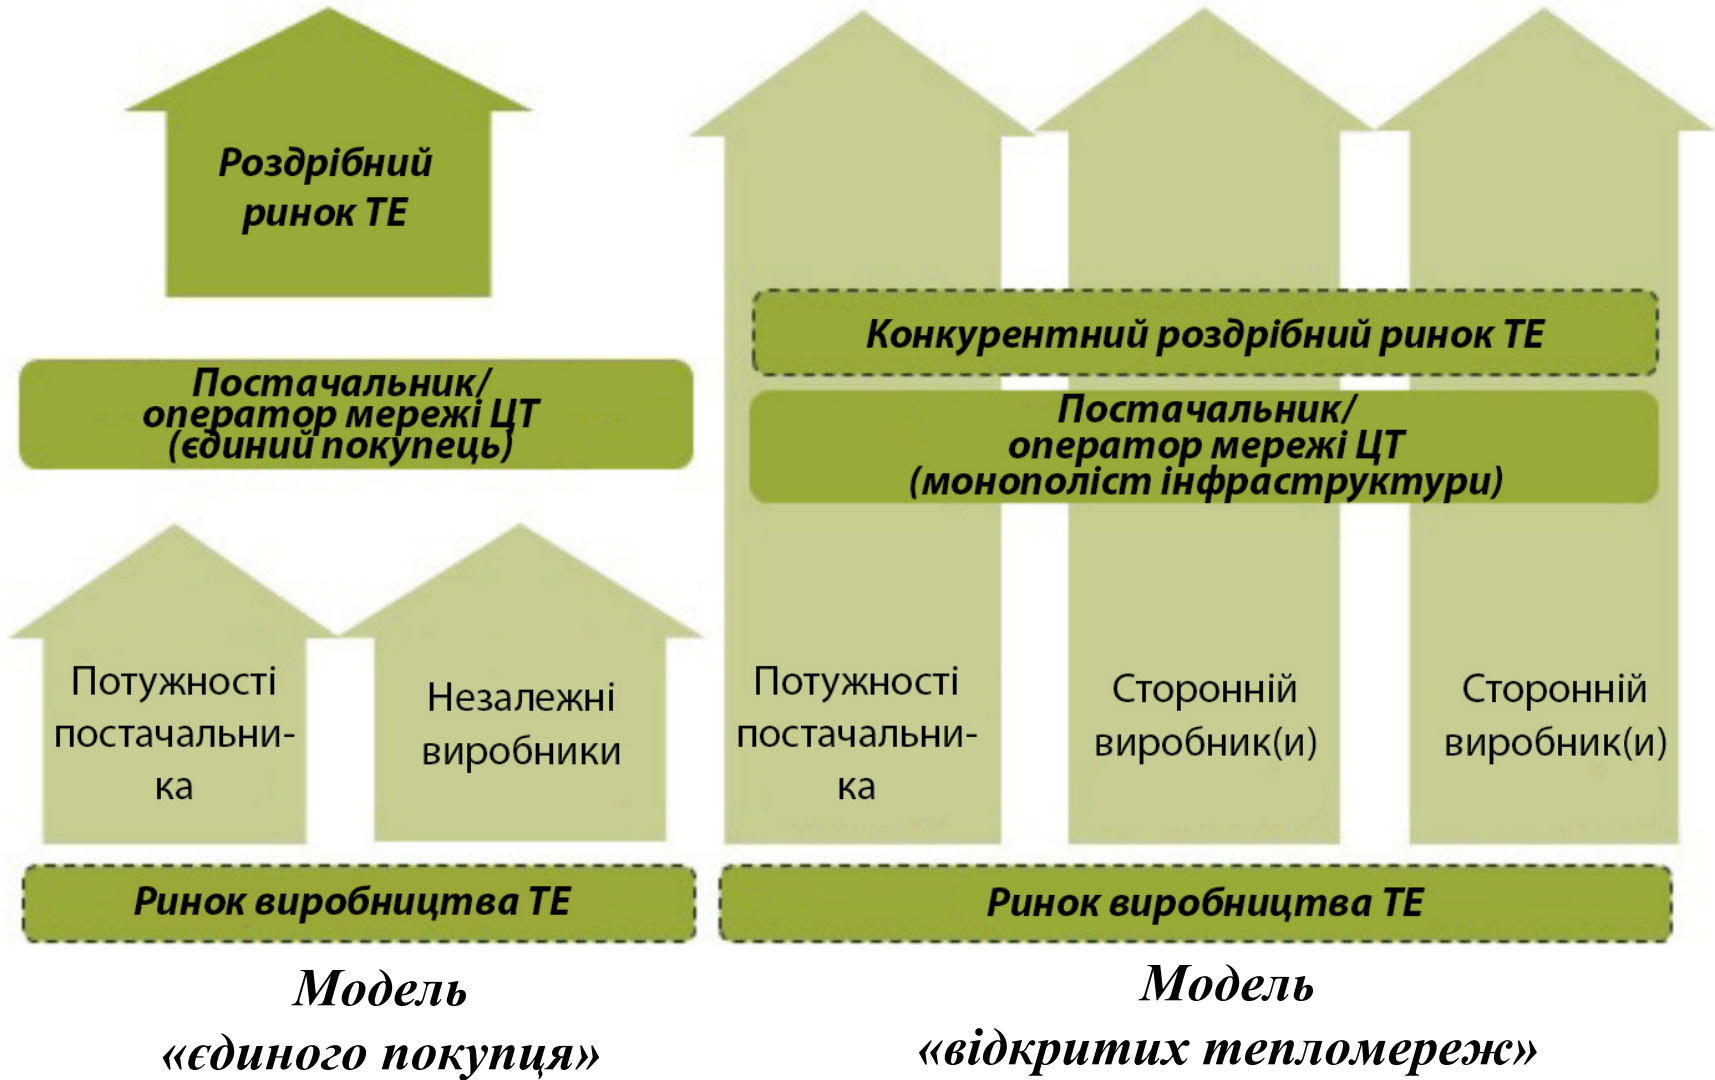 Роздрібний
ринок ТЕ
Постачальник/
оператор мережі ЦТ
(єдиний покупець)
Потужності
постачальни-
ка
Незалежні
виробники
Ринок виробництва ТЕ
Модель
«єдиного покупця»
Конкурентний роздрібний ринок ТЕ
Постачальник/
оператор мережі ЦТ
(монополіст інфраструктури)
Потужності
постачальни-
ка
Сторонній
виробник(и)
Сторонній
виробник(и)
Ринок виробництва ТЕ
Модель
«відкритих тепломереж»